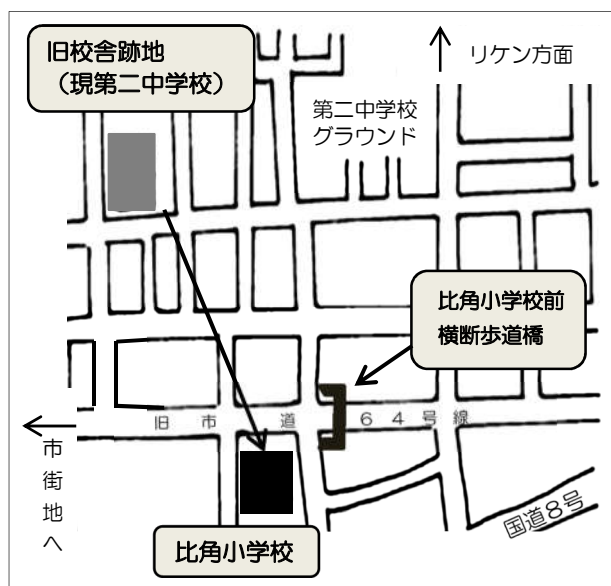 旧校舎跡地
（現第二中学校）
リケン方面
第二中学校
グラウンド
比角小学校前
横断歩道橋
旧市道64号線
市街地へ
国道8号
比角小学校